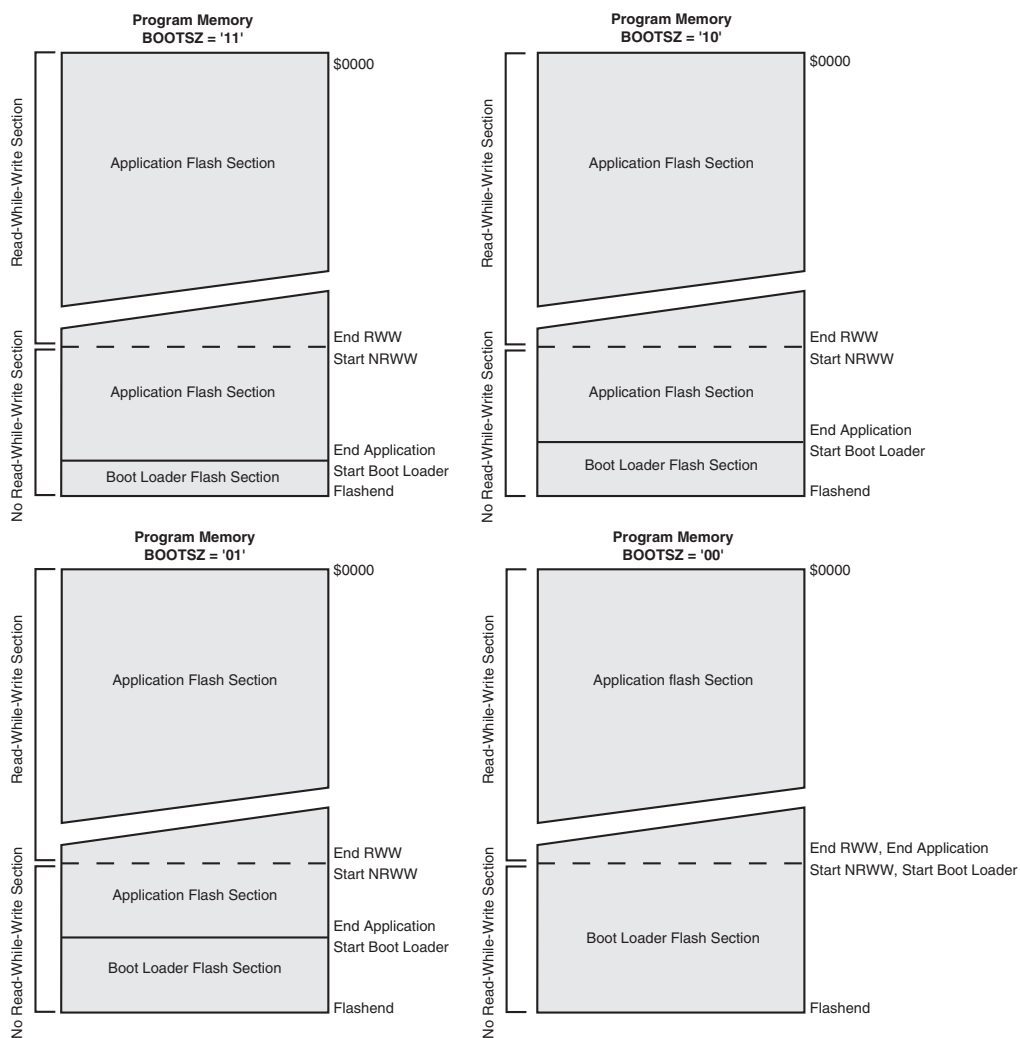 Program Memory
BOOTSZ = '11'
$0000
Read-While-Write Section
Application Flash Section
End RWW
Start NRWW
No Read-While-Write Section
Application Flash Section
End Application
Start Boot Loader
Boot Loader Flash Section
Flashend
Program Memory
BOOTSZ = '10'
$0000
Read-While-Write Section
Application Flash Section
End RWW
Start NRWW
No Read-While-Write Section
Application Flash Section
End Application
Start Boot Loader
Boot Loader Flash Section
Flashend
Program Memory
BOOTSZ = '01'
$0000
Read-While-Write Section
Application Flash Section
End RWW
Start NRWW
No Read-While-Write Section
Application Flash Section
End Application
Start Boot Loader
Boot Loader Flash Section
Flashend
Program Memory
BOOTSZ = '00'
$0000
Read-While-Write Section
Application flash Section
End RWW, End Application
Start NRWW, Start Boot Loader
No Read-While-Write Section
Boot Loader Flash Section
Flashend